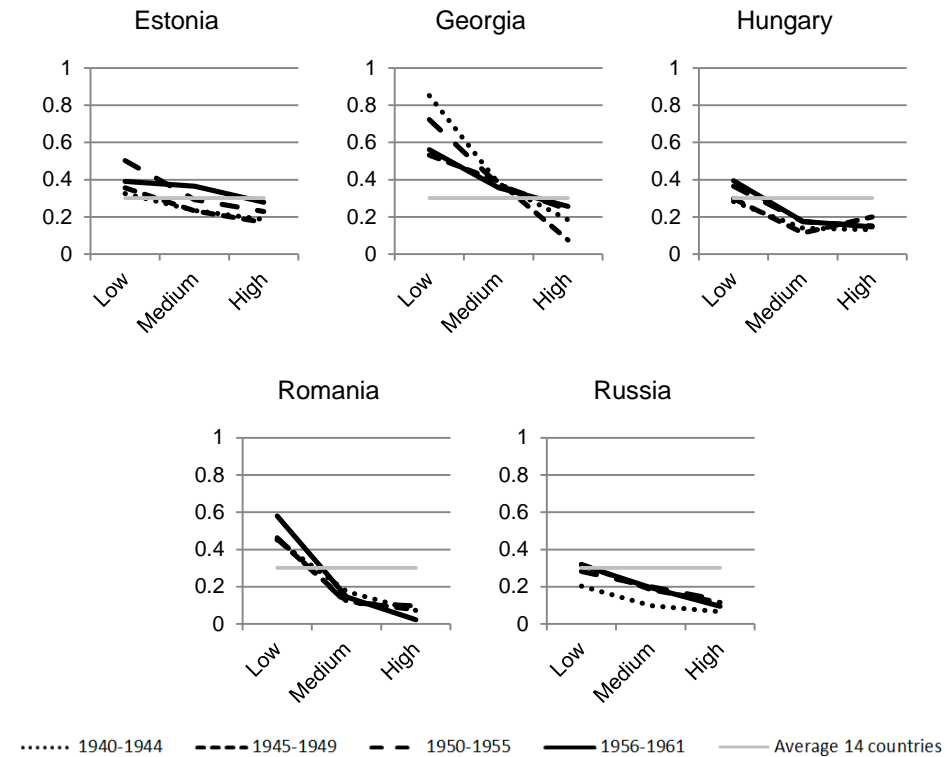 Estonia Georgia Hungary
1 1 1
0.8 0.8 0.8
0.6 0.6 0.6
0.4 0.4 0.4
0.2 0.2 0.2
0 0 0
Low Medium High Low Medium High Low Medium High
Romania Russia
1 1
0.8 0.8
0.6 0.6
0.4 0.4
0.2 0.2
0 0
Low Medium High Low Medium High
1940-1944 1945-1949 1950-1955 1956-1961 Average 14 countries